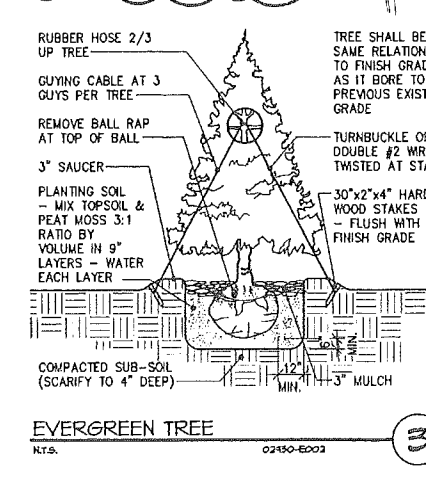 RUBBER HOSE 2/3
UP TREE
GUYING CABLE AT 3
GUYS PER TREE
REMOVE BALL RAP
AT TOP OF BALL
3" SAUCER
PLANTING SOIL
- MIX TOPSOIL &
PEAT MOSS 3:1
RATIO BY
VOLUME IN 9"
LAYERS - WATER
EACH LAYER
COMPACTED SUB-SOIL
(SCARIFY TO 4" DEEP)
TREE SHALL BE
SAME RELATION
TO FINISH GRAD
AS IT BORE TO
PREVIOUS EXIST
GRADE
TURNBUCKLE O
DOUBLE #2 WIR
TWISTED AT STA
30"x2"x4" HARD
WOOD STAKES
- FLUSH WITH
FINISH GRADE
6"
MIN.
12"
MIN.
3" MULCH
EVERGREEN TREE
N.T.S.
02930-E002
3